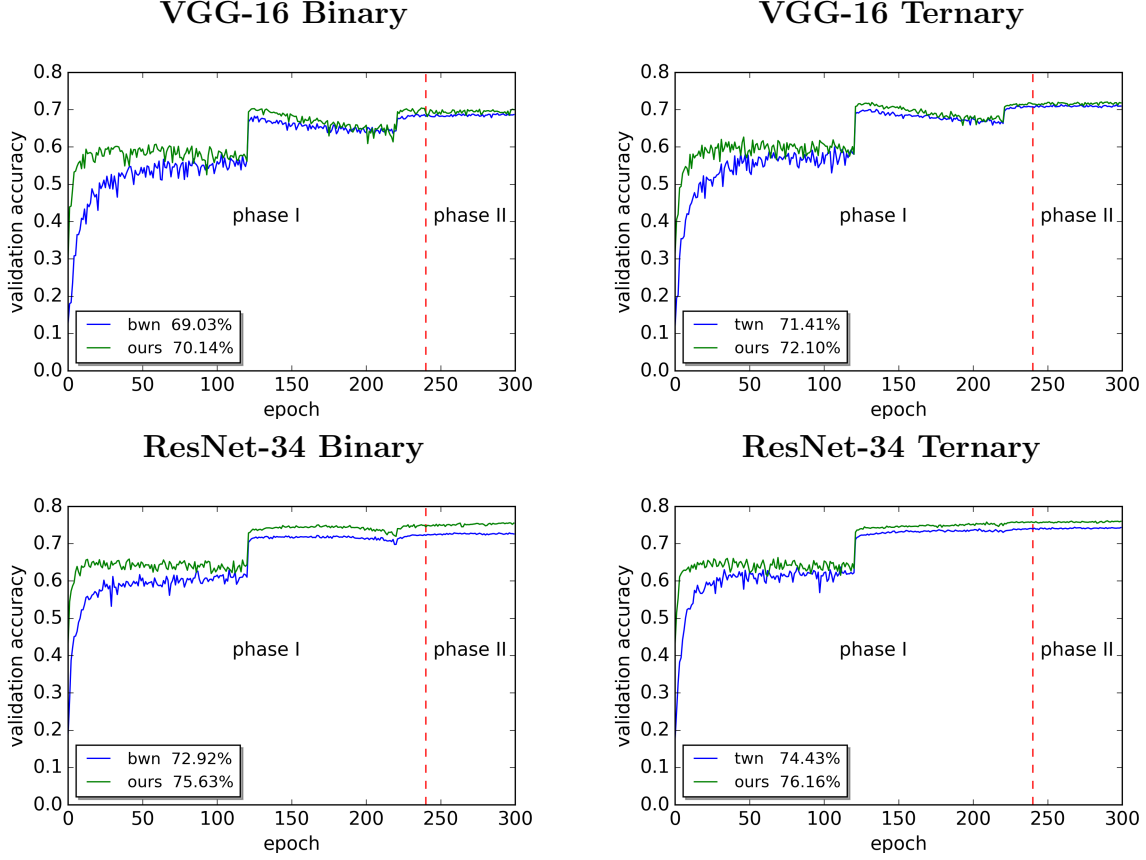 VGG-16 Binary
validation accuracy
0.8
0.7
0.6
0.5
0.4
0.3
0.2
0.1
0.0
phase I
phase II
bwn 69.03%
ours 70.14%
0 50 100 150 200 250 300
epoch
VGG-16 Ternary
validation accuracy
0.8
0.7
0.6
0.5
0.4
0.3
0.2
0.1
0.0
phase I
phase II
twn 71.41%
ours 72.10%
0 50 100 150 200 250 300
epoch
ResNet-34 Binary
validation accuracy
0.8
0.7
0.6
0.5
0.4
0.3
0.2
0.1
0.0
phase I
phase II
bwn 72.92%
ours 75.63%
0 50 100 150 200 250 300
epoch
ResNet-34 Ternary
validation accuracy
0.8
0.7
0.6
0.5
0.4
0.3
0.2
0.1
0.0
phase I
phase II
twn 74.43%
ours 76.16%
0 50 100 150 200 250 300
epoch